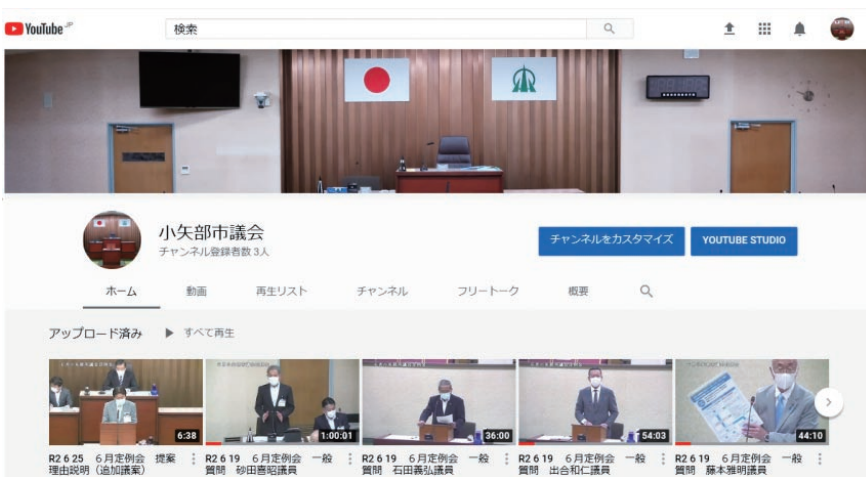 YouTube JP
検索
小矢部市議会
チャンネル登録者数 3人
チャンネルをカスタマイズ
YOUTUBE STUDIO
ホーム
動画
再生リスト
チャンネル
フリートーク
概要
アップロード済み
すべて再生
6:38
1:00:01
36:00
54:03
44:10
R2 6 25 6月定例会 提案
理由説明（追加議案）
R2 6 19 6月定例会 一般
質問 砂田喜昭議員
R2 6 19 6月定例会 一般
質問 石田義弘議員
R2 6 19 6月定例会 一般
質問 出合和仁議員
R2 6 19 6月定例会 一般
質問 藤本雅明議員